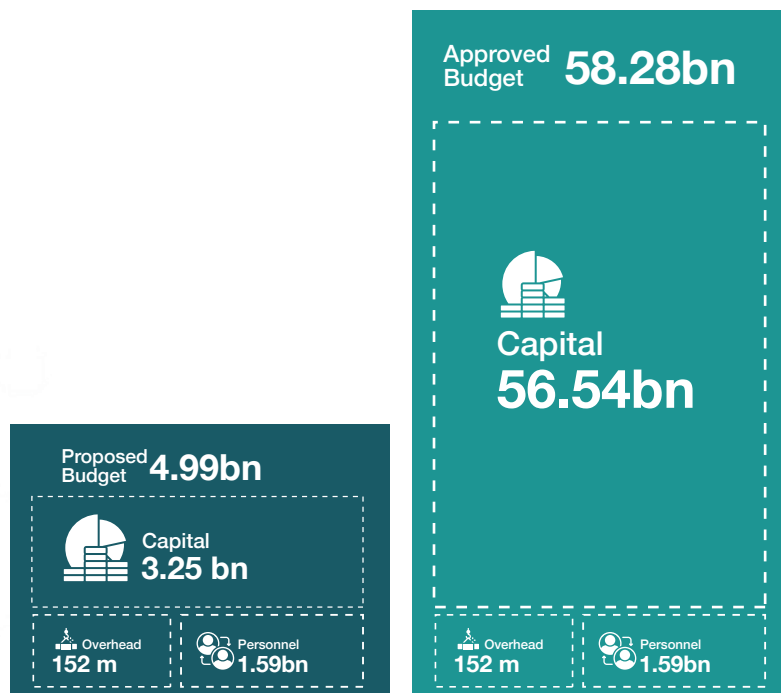 Proposed
Budget 4.99bn
Capital
3.25 bn
Overhead
152 m
Personnel
1.59bn
Approved
Budget 58.28bn
Capital
56.54bn
Overhead
152 m
Personnel
1.59bn